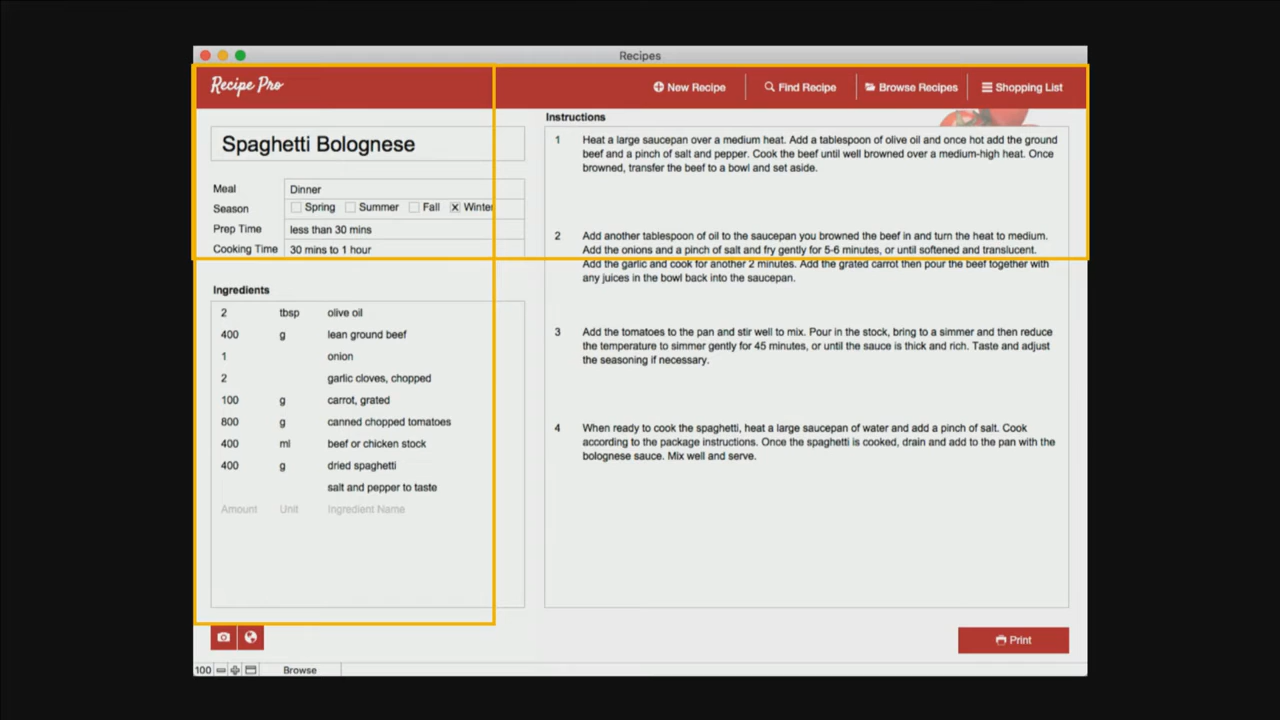 Recipes
Recipe Pro
New Recipe
Find Recipe
Browse Recipes
Shopping List
Spaghetti Bolognese
Meal
Dinner
Season
Spring
Summer
Fall
Winter
Prep Time
less than 30 mins
Cooking Time
30 mins to 1 hour
Ingredients
2 tbsp olive oil
400 g lean ground beef
1 onion
2 garlic cloves, chopped
100 g carrot, grated
800 g canned chopped tomatoes
400 ml beef or chicken stock
400 g dried spaghetti
salt and pepper to taste
Amount Unit Ingredient Name
Instructions
1 Heat a large saucepan over a medium heat. Add a tablespoon of olive oil and once hot add the ground
beef and a pinch of salt and pepper. Cook the beef until well browned over a medium-high heat. Once
browned, transfer the beef to a bowl and set aside.
2 Add another tablespoon of oil to the saucepan you browned the beef in and turn the heat to medium.
Add the onions and a pinch of salt and fry gently for 5-6 minutes, or until softened and translucent.
Add the garlic and cook for another 2 minutes. Add the grated carrot then pour the beef together with
any juices in the bowl back into the saucepan.
3 Add the tomatoes to the pan and stir well to mix. Pour in the stock, bring to a simmer and then reduce
the temperature to simmer gently for 45 minutes, or until the sauce is thick and rich. Taste and adjust
the seasoning if necessary.
4 When ready to cook the spaghetti, heat a large saucepan of water and add a pinch of salt. Cook
according to the package instructions. Once the spaghetti is cooked, drain and add to the pan with the
bolognese sauce. Mix well and serve.
Print
100
Browse